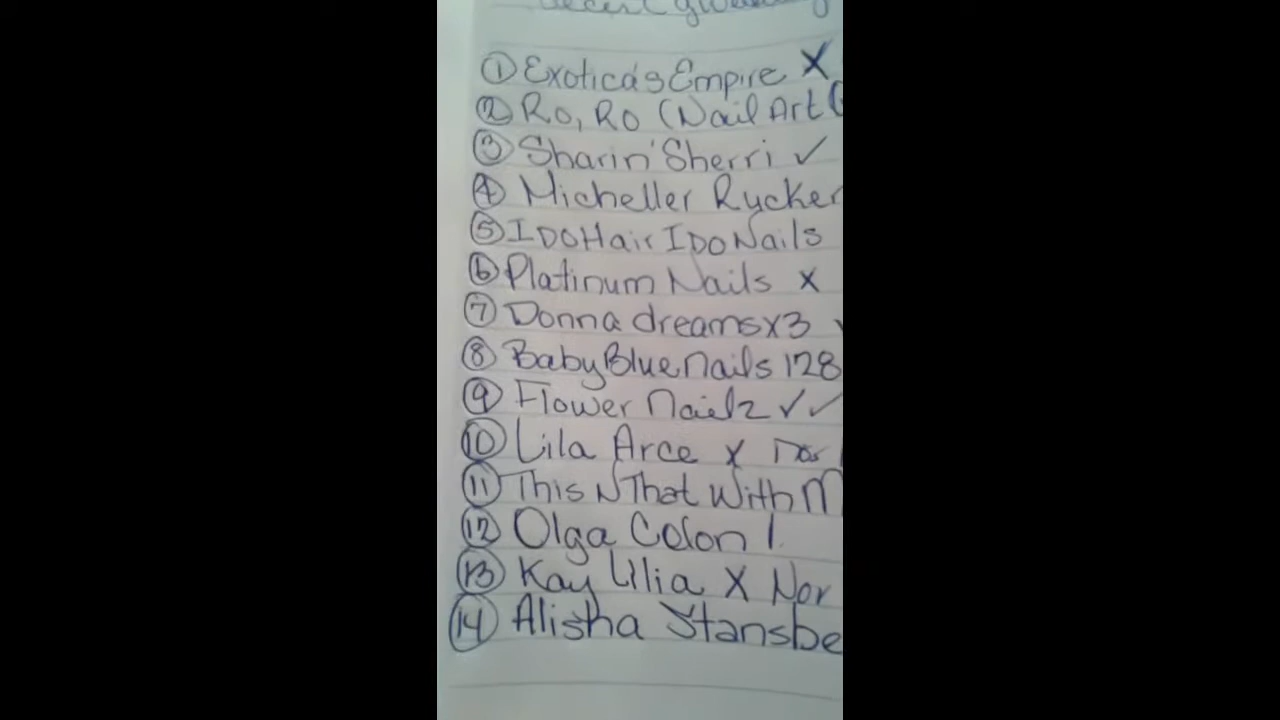 ① Exotica's Empire X
② Ro, Ro (Nail Art
③ Sharin' Sherri ✓
④ Micheller Rycker
⑤ IDOHair IDONails
⑥ Platinum Nails x
⑦ Donna dreamsx3
⑧ BabyBlueNails 128
⑨ Flower Nailz ✓✓
⑩ Lila Arce x
⑪ This N That With M
⑫ Olga Colon 1.
⑬ Kay Lilia X Nor
⑭ Alisha Stansbe